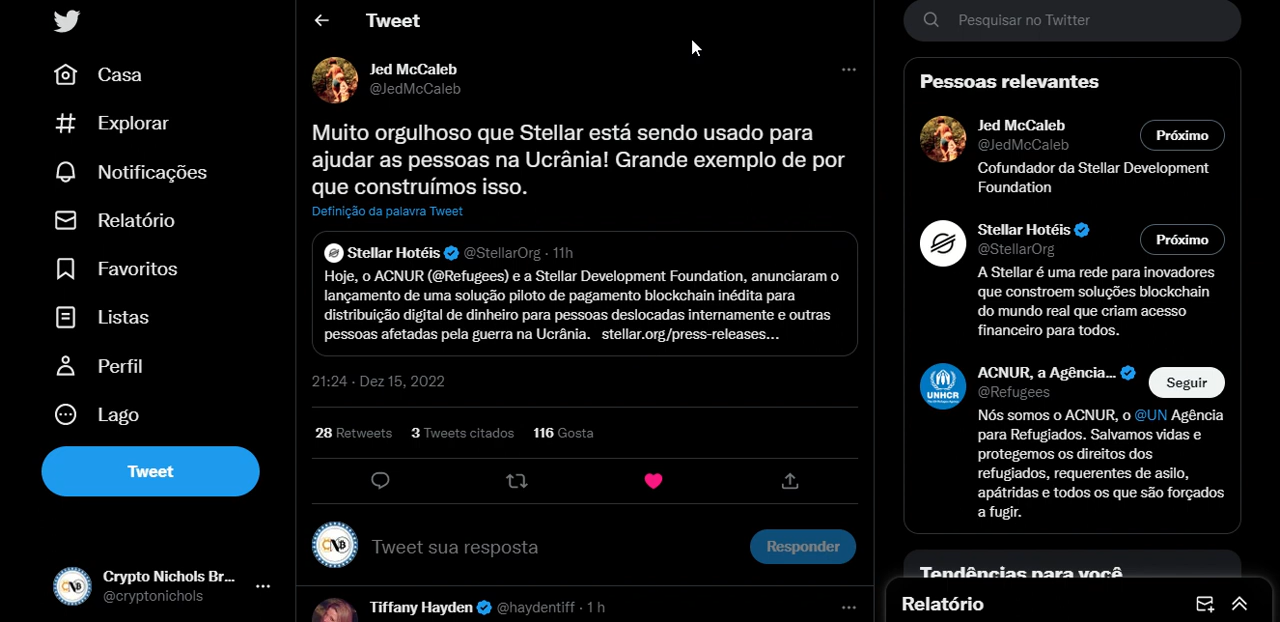 Casa
Explorar
Notificações
Relatório
Favoritos
Listas
Perfil
Lago
Tweet
Crypto Nichols Br...
@cryptonichols
Tweet
Jed McCaleb
@JedMcCaleb
Muito orgulhoso que Stellar está sendo usado para
ajudar as pessoas na Ucrânia! Grande exemplo de por
que construímos isso.
Definição da palavra Tweet
Stellar Hotéis @StellarOrg · 11h
Hoje, o ACNUR (@Refugees) e a Stellar Development Foundation, anunciaram o
lançamento de uma solução piloto de pagamento blockchain inédita para
distribuição digital de dinheiro para pessoas deslocadas internamente e outras
pessoas afetadas pela guerra na Ucrânia. stellar.org/press-releases...
21:24 · Dez 15, 2022
28 Retweets 3 Tweets citados 116 Gosta
CNB
Tweet sua resposta
Responder
Tiffany Hayden @haydentiff · 1 h
Pesquisar no Twitter
Pessoas relevantes
Jed McCaleb
@JedMcCaleb
Próximo
Cofundador da Stellar Development
Foundation
Stellar Hotéis
@StellarOrg
Próximo
A Stellar é uma rede para inovadores
que constroem soluções blockchain
do mundo real que criam acesso
financeiro para todos.
UNHCR
ACNUR, a Agência...
@Refugees
Seguir
Nós somos o ACNUR, o @UN Agência
para Refugiados. Salvamos vidas e
protegemos os direitos dos
refugiados, requerentes de asilo,
apátridas e todos os que são forçados
a fugir.
Tendências para você
Relatório